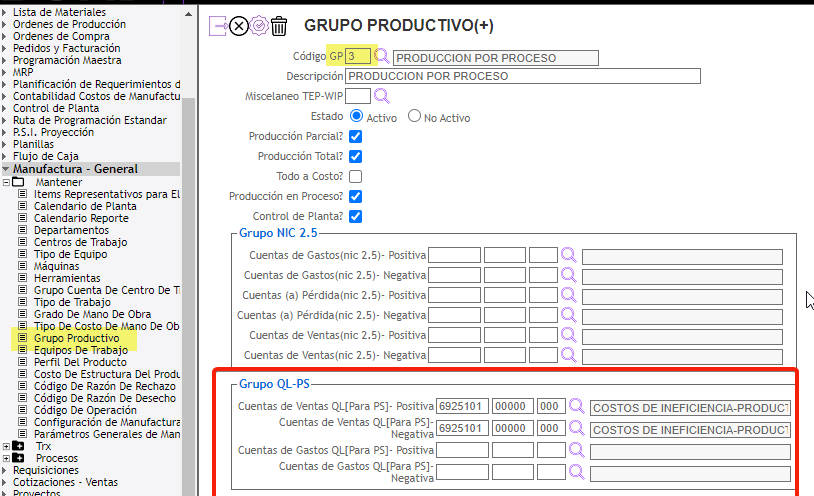 Lista de Materiales
Ordenes de Producción
Ordenes de Compra
Pedidos y Facturación
Programación Maestra
MRP
Planificación de Requerimientos d
Contabilidad Costos de Manufactu
Control de Planta
Ruta de Programación Estandar
P.S.I. Proyección
Planillas
Flujo de Caja
Manufactura - General
Mantener
Items Representativos para El
Calendario de Planta
Calendario Reporte
Departamentos
Centros de Trabajo
Tipo de Equipo
Máquinas
Herramientas
Grupo Cuenta De Centro De T
Tipo de Trabajo
Grado De Mano De Obra
Tipo De Costo De Mano De Ob
Grupo Productivo
Equipos De Trabajo
Perfil Del Producto
Costo De Estructura Del Produ
Código De Razón De Rechazo
Código De Razón De Desecho
Código De Operación
Configuración de Manufactura
Parámetros Generales de Man
Trx
Procesos
Requisiciones
Cotizaciones - Ventas
Proyectos
GRUPO PRODUCTIVO(+)
Código GP 3 PRODUCCION POR PROCESO
Descripción PRODUCCION POR PROCESO
Miscelaneo TEP-WIP
Estado Activo No Activo
Producción Parcial?
Producción Total?
Todo a Costo?
Producción en Proceso?
Control de Planta?
Grupo NIC 2.5
Cuentas de Gastos(nic 2.5)- Positiva
Cuentas de Gastos(nic 2.5)- Negativa
Cuentas (a) Pérdida(nic 2.5)- Positiva
Cuentas (a) Pérdida(nic 2.5)- Negativa
Cuentas de Ventas(nic 2.5)- Positiva
Cuentas de Ventas(nic 2.5)- Negativa
Grupo QL-PS
Cuentas de Ventas QL[Para PS]- Positiva 6925101 00000 000 COSTOS DE INEFICIENCIA-PRODUCT
Cuentas de Ventas QL[Para PS]-
Negativa 6925101 00000 000 COSTOS DE INEFICIENCIA-PRODUCT
Cuentas de Gastos QL[Para PS]- Positiva
Cuentas de Gastos QL[Para PS]-
Negativa